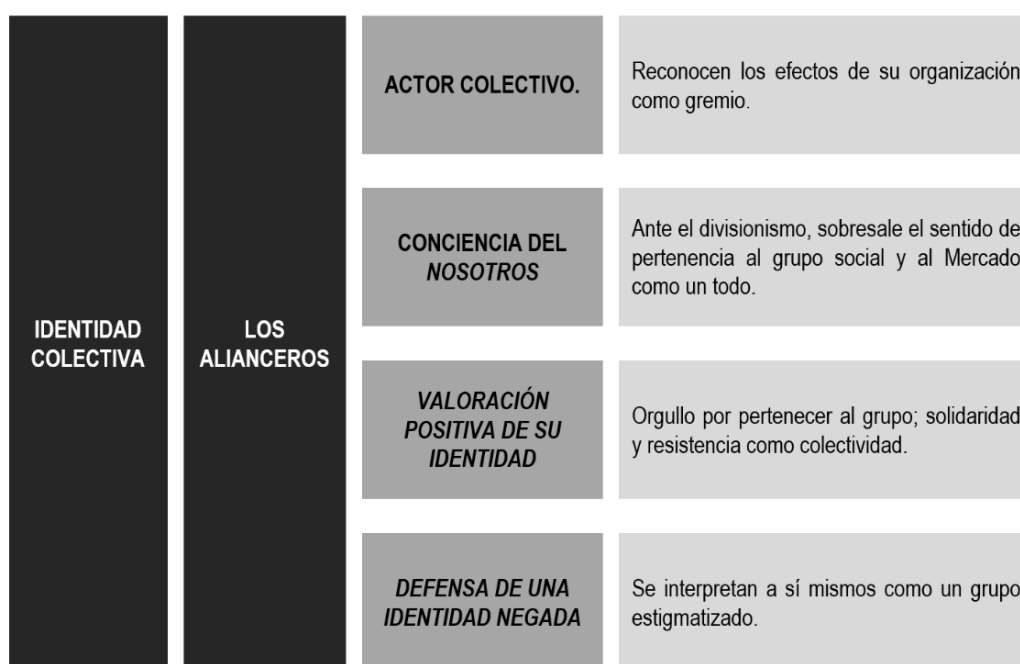 IDENTIDAD
COLECTIVA
LOS
ALIANCEROS
ACTOR COLECTIVO.
Reconocen los efectos de su organización
como gremio.
CONCIENCIA DEL
NOSOTROS
Ante el divisionismo, sobresale el sentido de
pertenencia al grupo social y al Mercado
como un todo.
VALORACIÓN
POSITIVA DE SU
IDENTIDAD
Orgullo por pertenecer al grupo; solidaridad
y resistencia como colectividad.
DEFENSA DE UNA
IDENTIDAD NEGADA
Se interpretan a sí mismos como un grupo
estigmatizado.